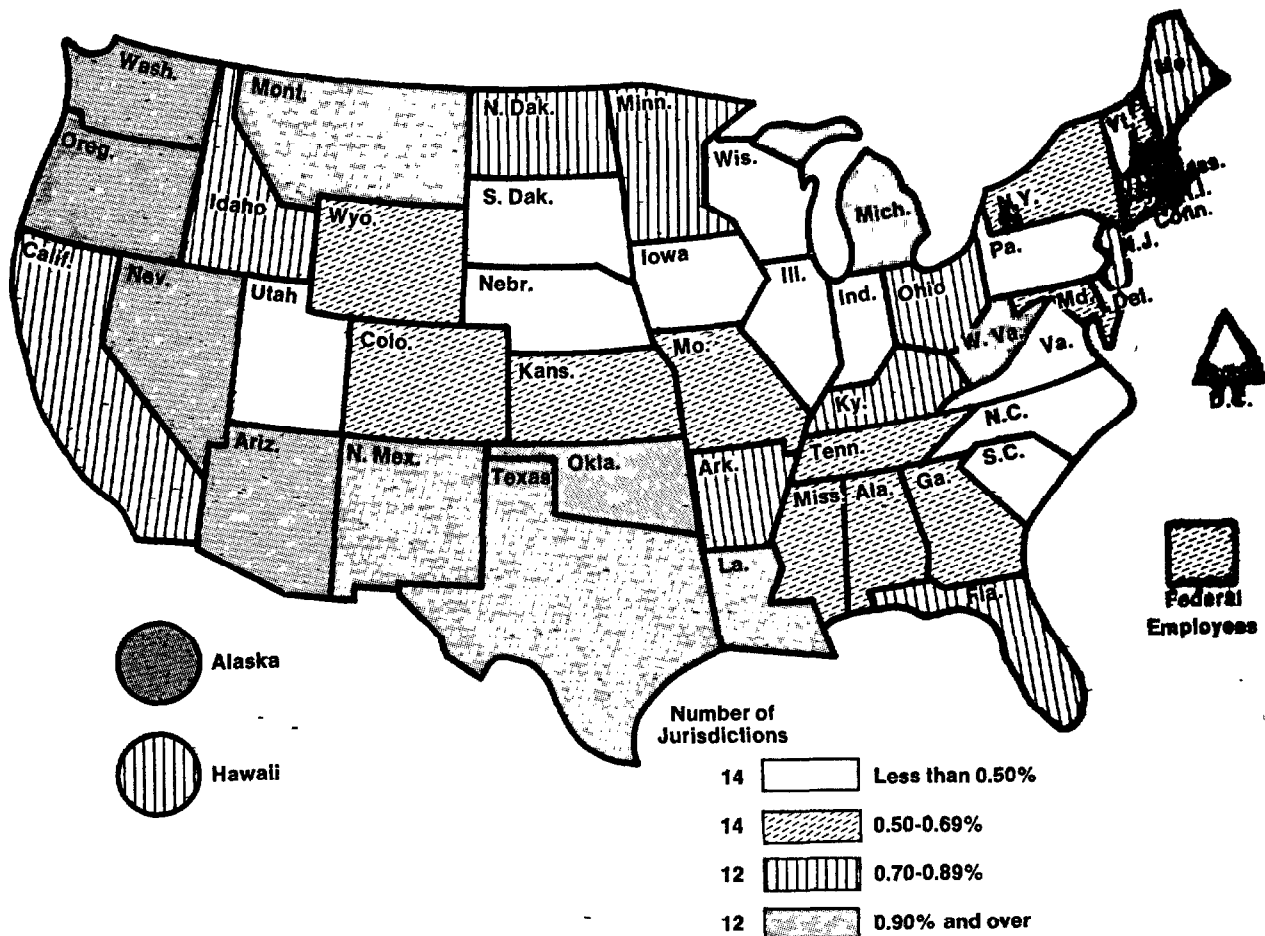 Wash.
Mont.
N. Dak.
Minn.
Me.
Oreg.
Idaho
Wyo.
S. Dak.
Wis.
Mich.
N.Y.
Vt.
Conn.
Calif.
Nev.
Utah
Nebr.
Iowa
Ill.
Ind.
Ohio
Pa.
N.J.
Md.
Del.
Colo.
Kans.
Mo.
Ky.
W. Va.
Va.
D.C.
Ariz.
N. Mex.
Texas
Okla.
Ark.
Tenn.
N.C.
S.C.
Miss.
Ala.
Ga.
La.
Fla.
Federal
Employees
Alaska
Hawaii
Number of
Jurisdictions
14 Less than 0.50%
14 0.50-0.69%
12 0.70-0.89%
12 0.90% and over